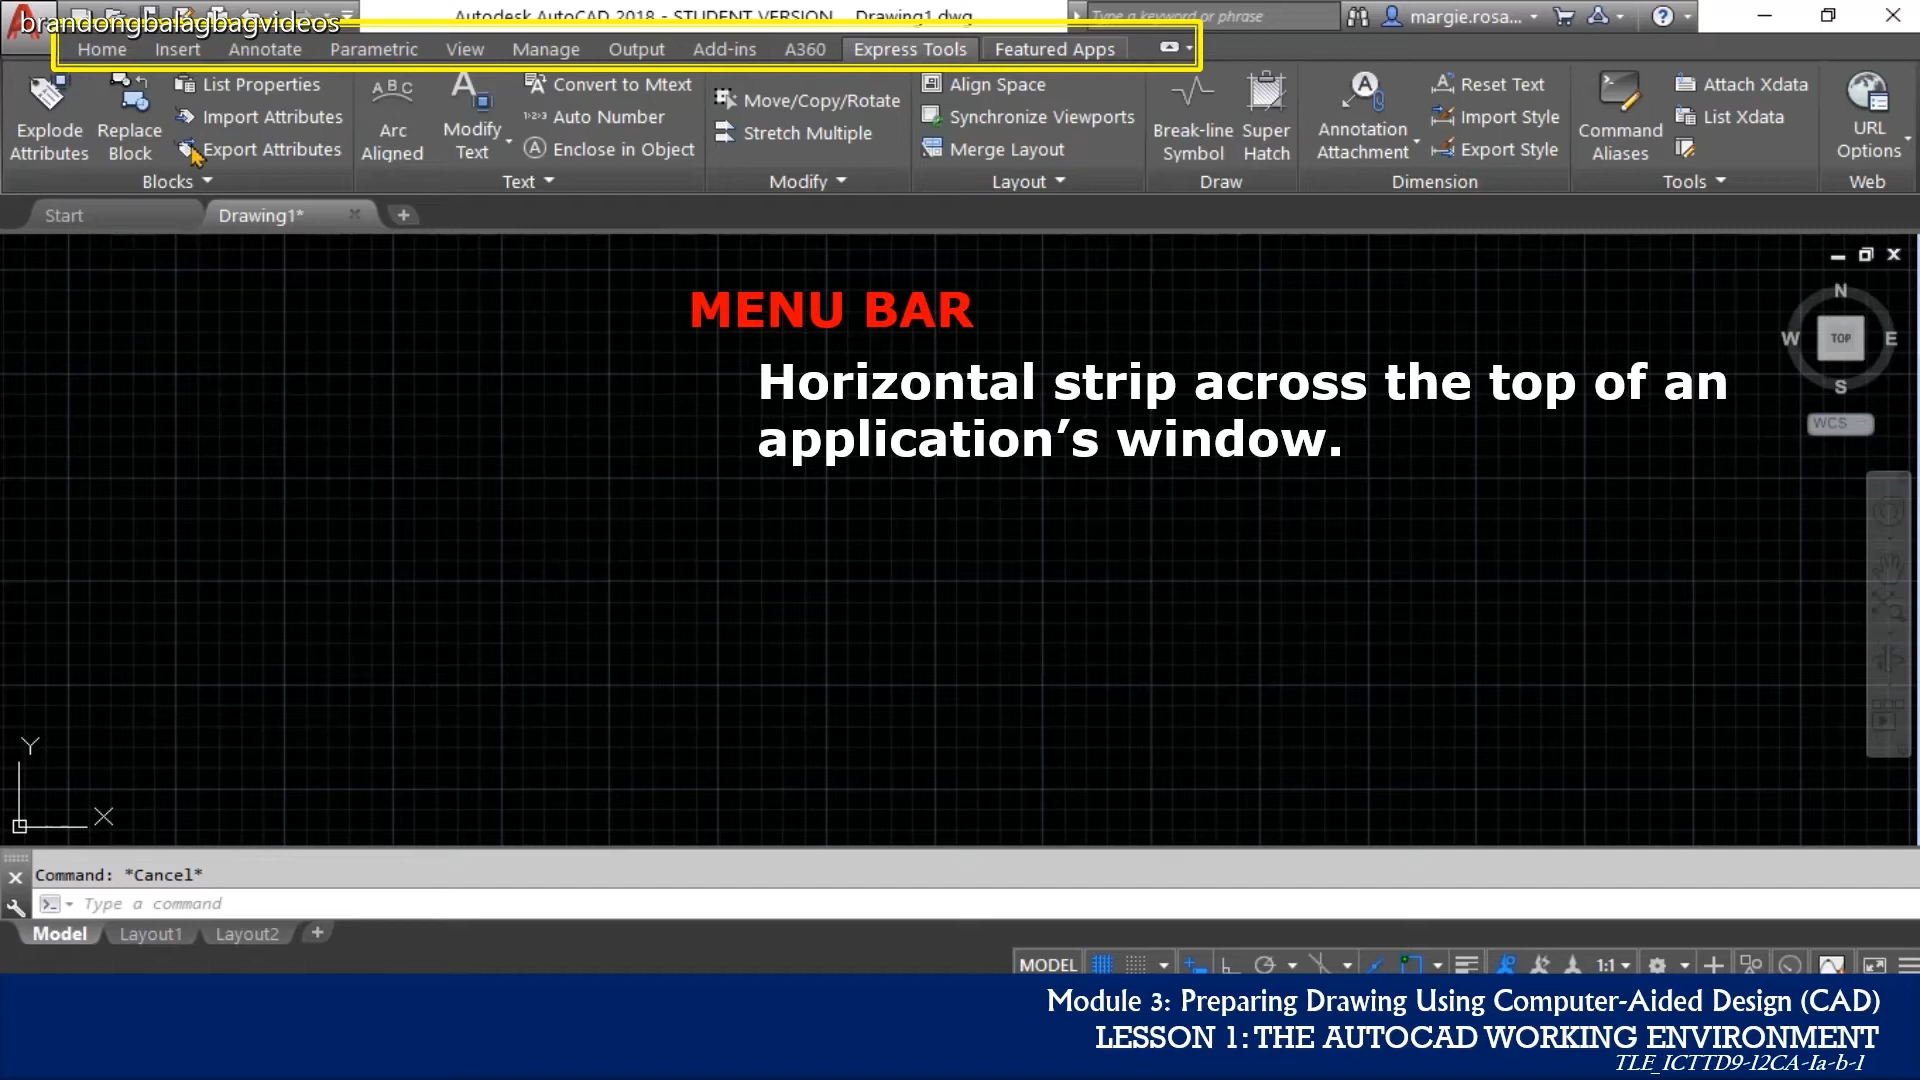 brandongbalagbagvideos
Autodesk AutoCAD 2018 - STUDENT VERSION Drawing1.dwg
Type a keyword or phrase
margie.rosa...
Home Insert Annotate Parametric View Manage Output Add-ins A360 Express Tools Featured Apps
Explode Attributes
Replace Block
List Properties
Import Attributes
Export Attributes
Blocks
Arc Aligned
Modify Text
Convert to Mtext
Auto Number
Enclose in Object
Text
Move/Copy/Rotate
Stretch Multiple
Modify
Align Space
Synchronize Viewports
Merge Layout
Layout
Break-line Symbol
Super Hatch
Draw
Annotation Attachment
Reset Text
Import Style
Export Style
Dimension
Command Aliases
Attach Xdata
List Xdata
Tools
URL Options
Web
Start Drawing1*
MENU BAR
Horizontal strip across the top of an
application’s window.
N
W TOP E
S
WCS
Y
X
Command: *Cancel*
Type a command
Model Layout1 Layout2
MODEL 1:1
Module 3: Preparing Drawing Using Computer-Aided Design (CAD)
LESSON 1: THE AUTOCAD WORKING ENVIRONMENT
TLE_ICTTD9-12CA-Ia-b-1